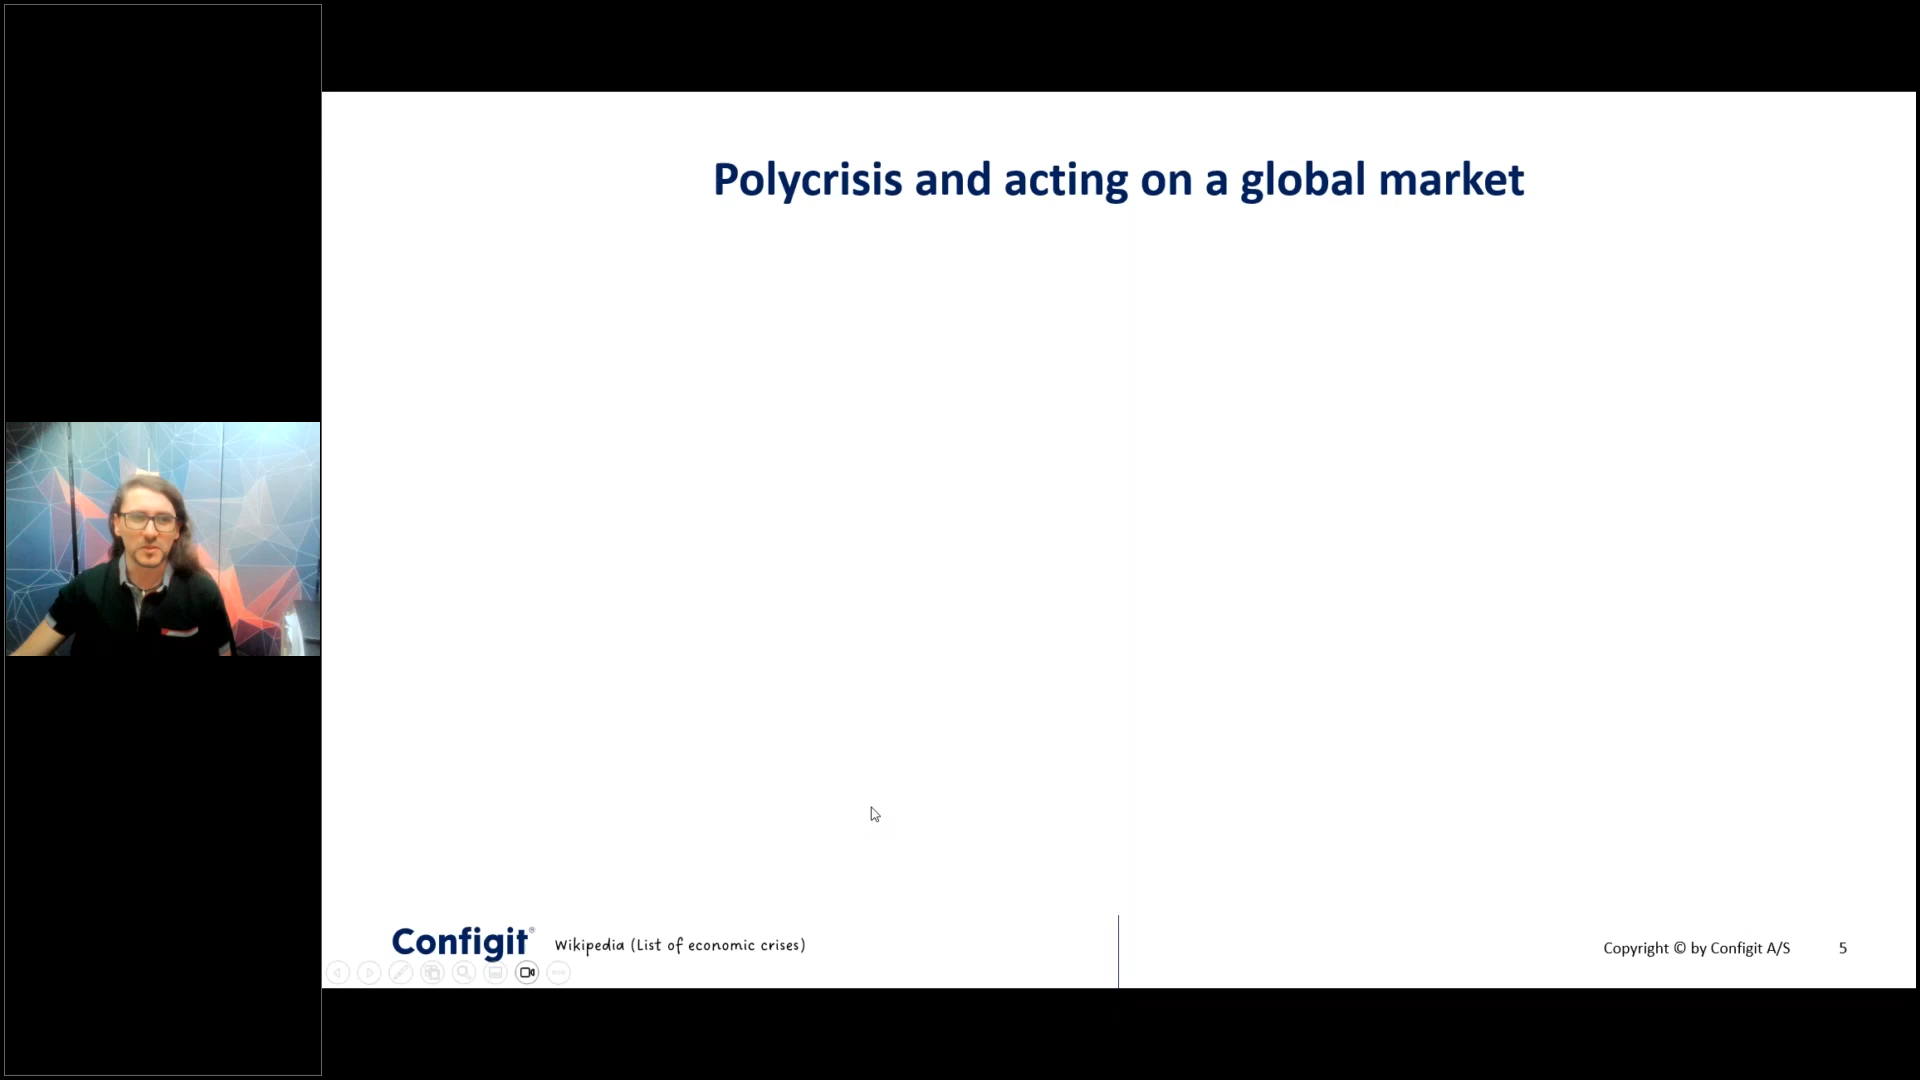 Polycrisis and acting on a global market
Configit®
Wikipedia (List of economic crises)
Copyright © by Configit A/S
5